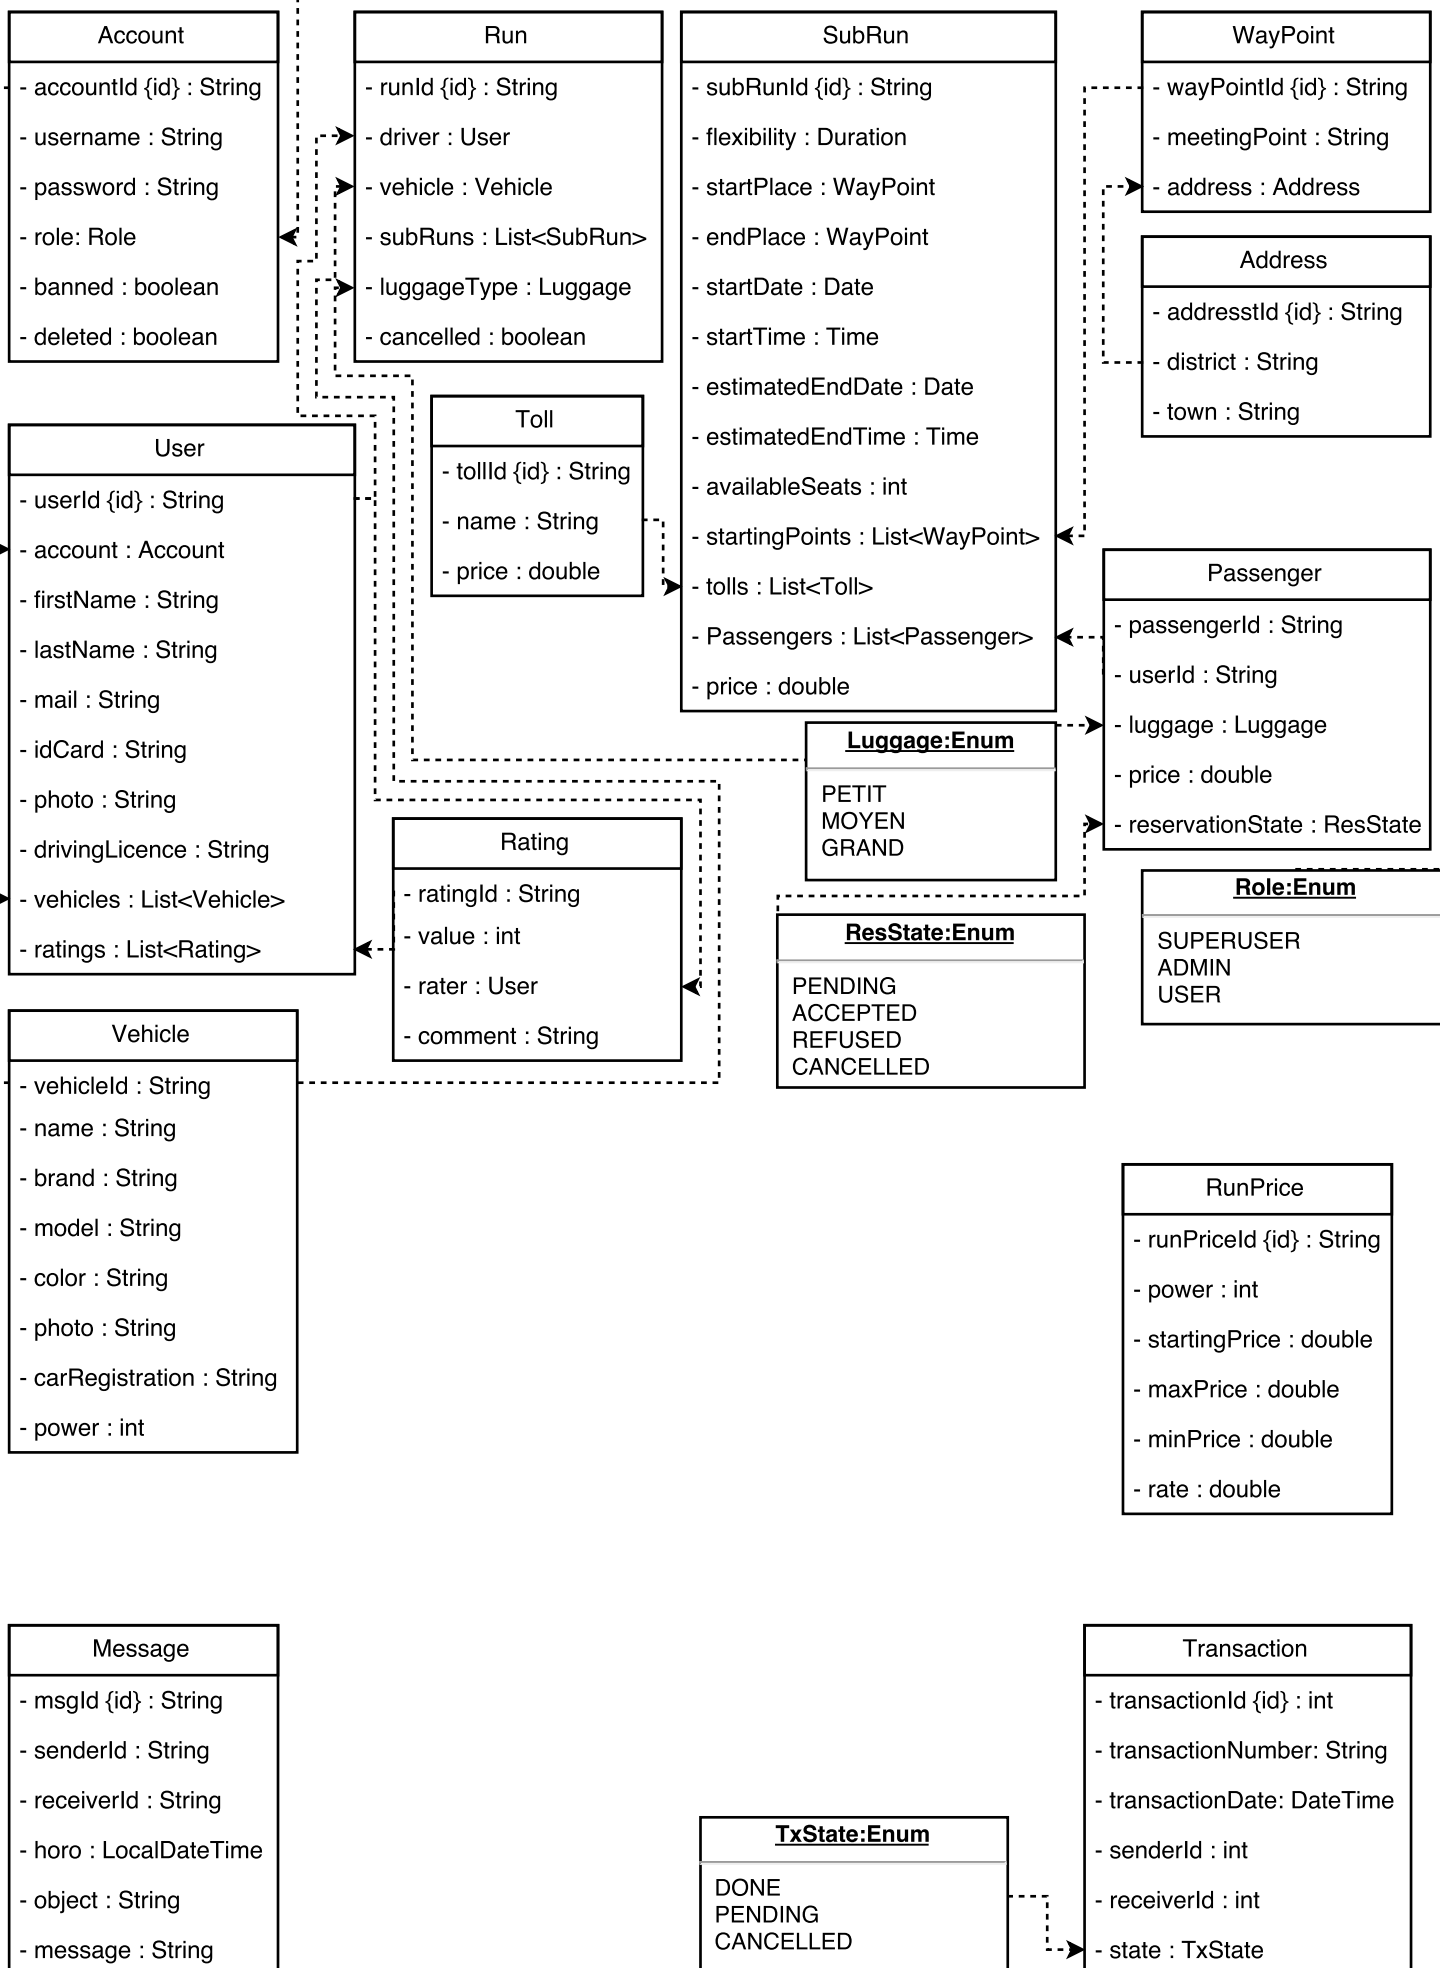 Account
- accountId {id} : String
- username : String
- password : String
- role: Role
- banned : boolean
- deleted : boolean
Run
- runId {id} : String
- driver : User
- vehicle : Vehicle
- subRuns : List<SubRun>
- luggageType : Luggage
- cancelled : boolean
SubRun
- subRunId {id} : String
- flexibility : Duration
- startPlace : WayPoint
- endPlace : WayPoint
- startDate : Date
- startTime : Time
- estimatedEndDate : Date
- estimatedEndTime : Time
- availableSeats : int
- startingPoints : List<WayPoint>
- tolls : List<Toll>
- Passengers : List<Passenger>
- price : double
WayPoint
- wayPointId {id} : String
- meetingPoint : String
- address : Address
Address
- addresstId {id} : String
- district : String
- town : String
Toll
- tollId {id} : String
- name : String
- price : double
User
- userId {id} : String
- account : Account
- firstName : String
- lastName : String
- mail : String
- idCard : String
- photo : String
- drivingLicence : String
- vehicles : List<Vehicle>
- ratings : List<Rating>
Passenger
- passengerId : String
- userId : String
- luggage : Luggage
- price : double
- reservationState : ResState
Luggage:Enum
PETIT
MOYEN
GRAND
Rating
- ratingId : String
- value : int
- rater : User
- comment : String
ResState:Enum
PENDING
ACCEPTED
REFUSED
CANCELLED
Role:Enum
SUPERUSER
ADMIN
USER
Vehicle
- vehicleId : String
- name : String
- brand : String
- model : String
- color : String
- photo : String
- carRegistration : String
- power : int
RunPrice
- runPriceId {id} : String
- power : int
- startingPrice : double
- maxPrice : double
- minPrice : double
- rate : double
Message
- msgId {id} : String
- senderId : String
- receiverId : String
- horo : LocalDateTime
- object : String
- message : String
TxState:Enum
DONE
PENDING
CANCELLED
Transaction
- transactionId {id} : int
- transactionNumber: String
- transactionDate: DateTime
- senderId : int
- receiverId : int
- state : TxState